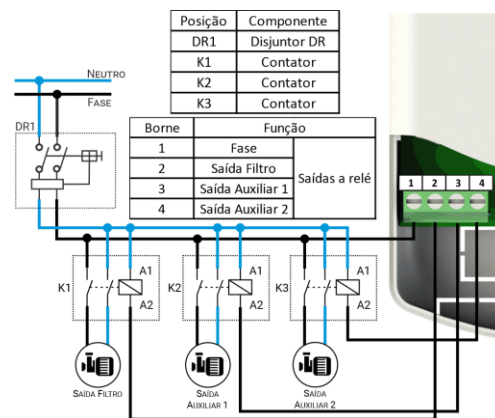 Posição Componente
DR1 Disjuntor DR
K1 Contator
K2 Contator
K3 Contator
NEUTRO
FASE
DR1
Borne Função
1 Fase
2 Saída Filtro
3 Saída Auxiliar 1
4 Saída Auxiliar 2
Saídas a relé
1 2 3 4
K1 A1 A2
K2 A1 A2
K3 A1 A2
SAÍDA FILTRO
SAÍDA
AUXILIAR 1
SAÍDA
AUXILIAR 2